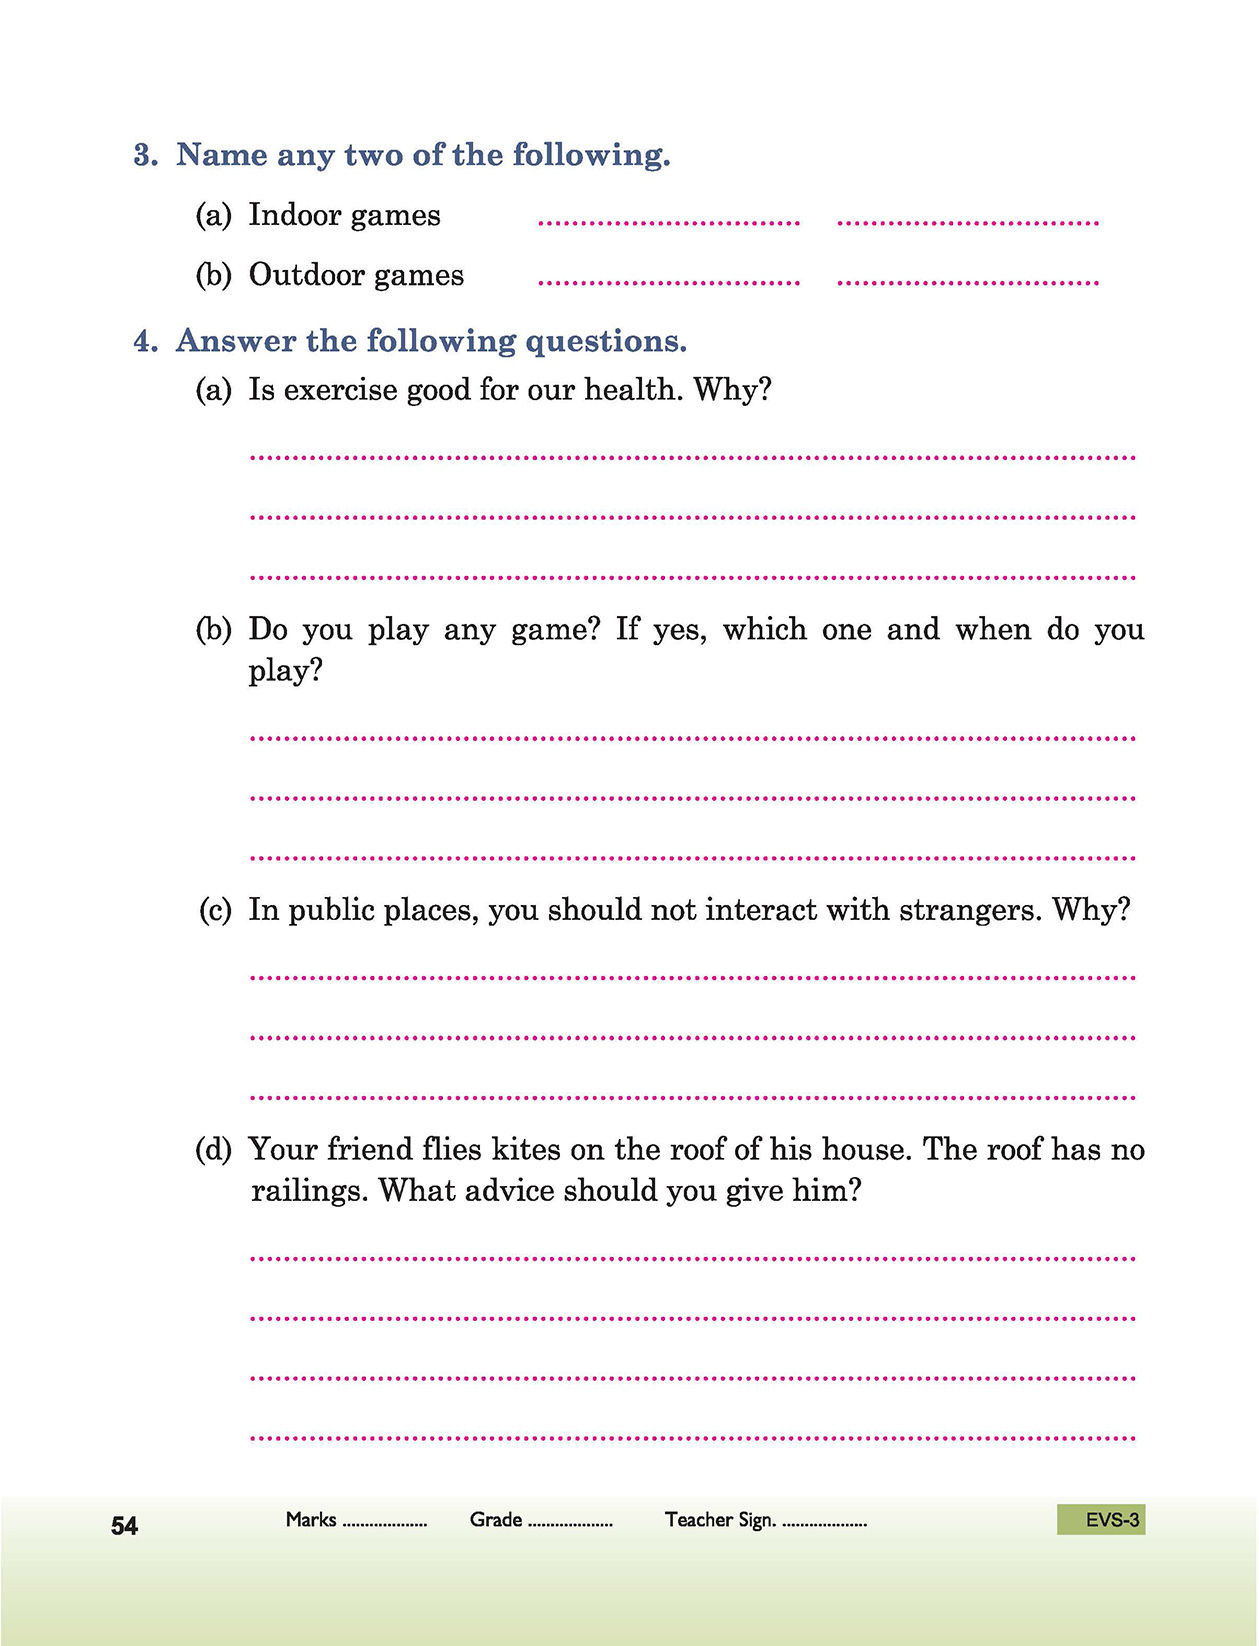 3. Name any two of the following.
(a) Indoor games .............................. ..............................
(b) Outdoor games .............................. ..............................
4. Answer the following questions.
(a) Is exercise good for our health. Why?
(b) Do you play any game? If yes, which one and when do you
play?
(c) In public places, you should not interact with strangers. Why?
(d) Your friend flies kites on the roof of his house. The roof has no
railings. What advice should you give him?
54 Marks ................... Grade ................... Teacher Sign. ................... EVS-3